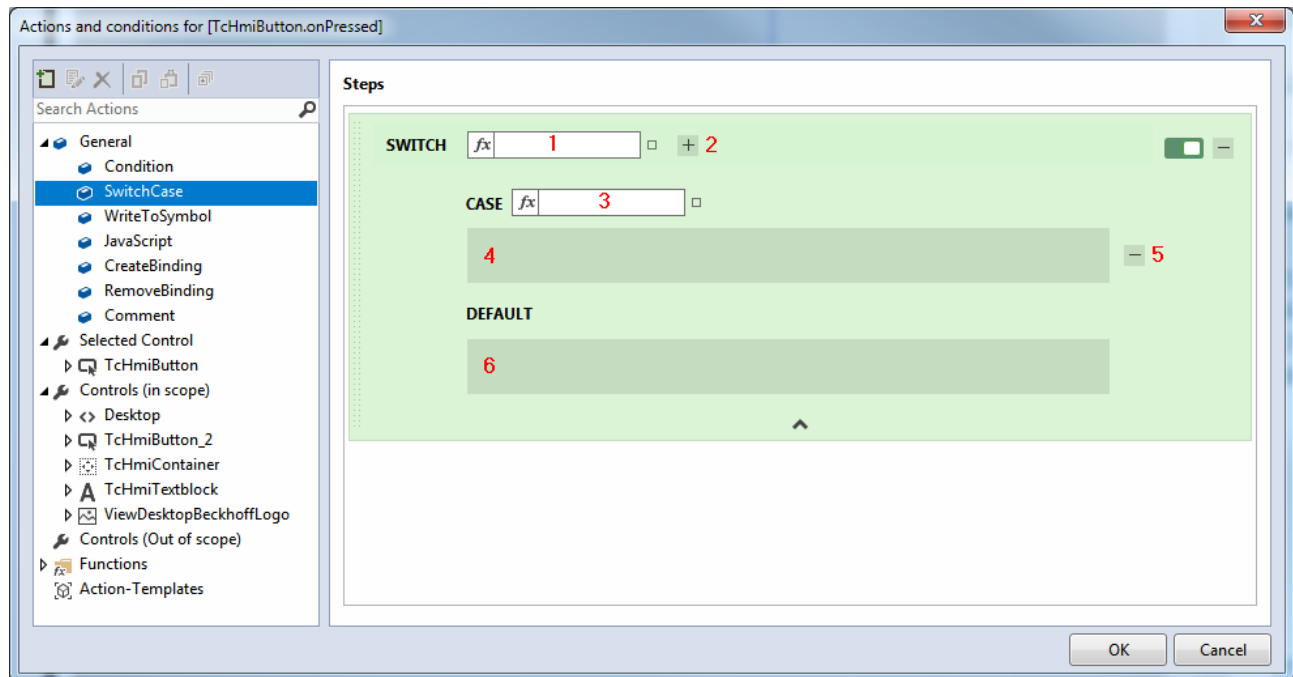 Actions and conditions for [TcHmiButton.onPressed]
Search Actions
General
Condition
SwitchCase
WriteToSymbol
JavaScript
CreateBinding
RemoveBinding
Comment
Selected Control
TcHmiButton
Controls (in scope)
Desktop
TcHmiButton_2
TcHmiContainer
TcHmiTextblock
ViewDesktopBeckhoffLogo
Controls (Out of scope)
fx Functions
Action-Templates
Steps
SWITCH fx 1 + 2
CASE fx 3
4 − 5
DEFAULT
6
OK Cancel